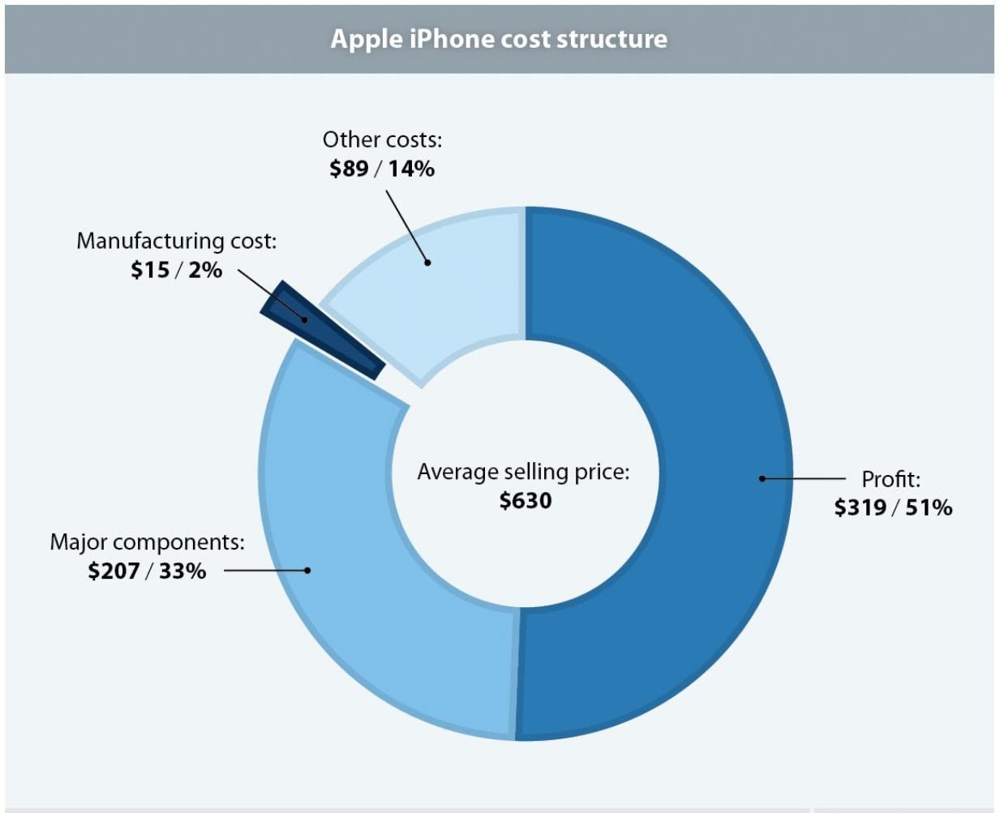 Apple iPhone cost structure
Other costs:
$89 / 14%
Manufacturing cost:
$15 / 2%
Average selling price:
$630
Profit:
$319 / 51%
Major components:
$207 / 33%